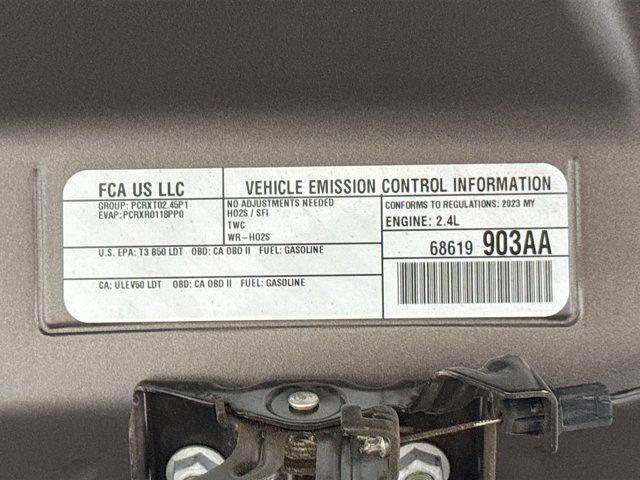 FCA US LLC
GROUP: PCRXT02.45P1
EVAP: PCRXR0118PP0
VEHICLE EMISSION CONTROL INFORMATION
NO ADJUSTMENTS NEEDED
HO2S / SFI
TWC
WR-HO2S
CONFORMS TO REGULATIONS: 2023 MY
ENGINE: 2.4L
U.S. EPA: T3 B50 LDT OBD: CA OBD II FUEL: GASOLINE
CA: ULEV50 LDT OBD: CA OBD II FUEL: GASOLINE
68619 903AA